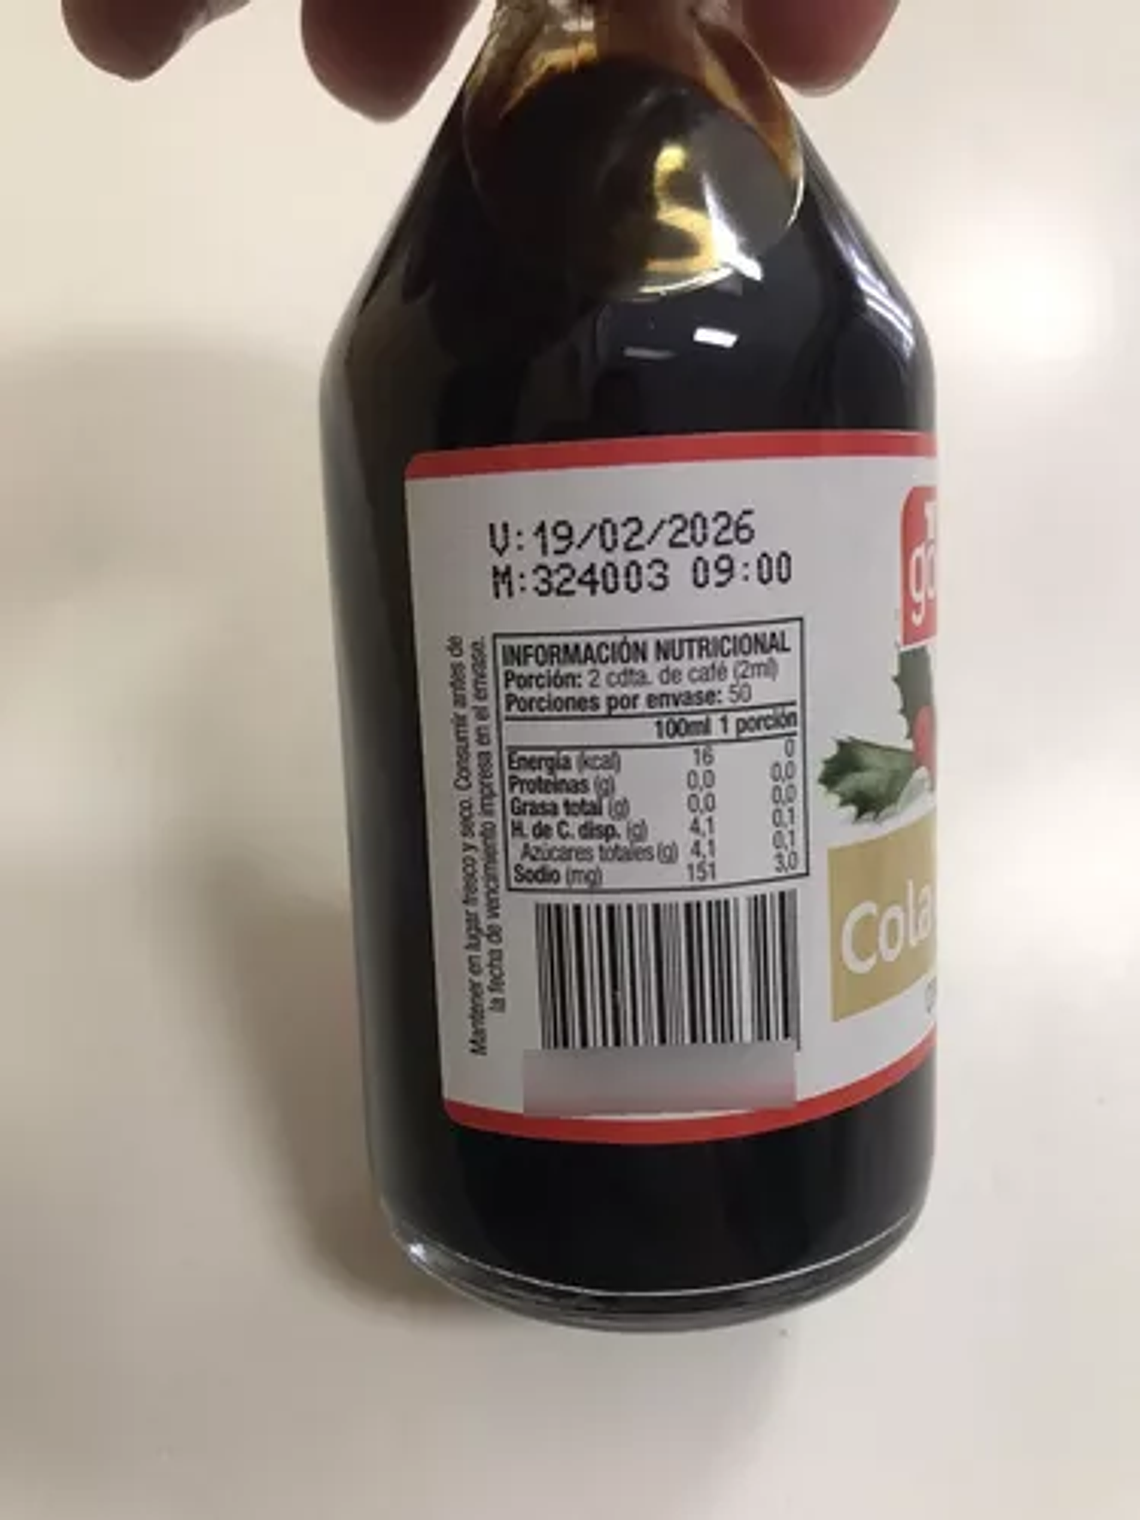 V:19/02/2026
M:324003 09:00
INFORMACIÓN NUTRICIONAL
Porción: 2 cdta. de café (2ml)
Porciones por envase: 50
100ml 1 porción
Energía (kcal) 16 0
Proteínas (g) 0,0 0,0
Grasa total (g) 0,0 0,0
H. de C. disp. (g) 4,1 0,1
Azúcares totales (g) 4,1 0,1
Sodio (mg) 151 3,0
Mantener en lugar fresco y seco. Consumir antes de
la fecha de vencimiento impresa en el envase.
go
Cola